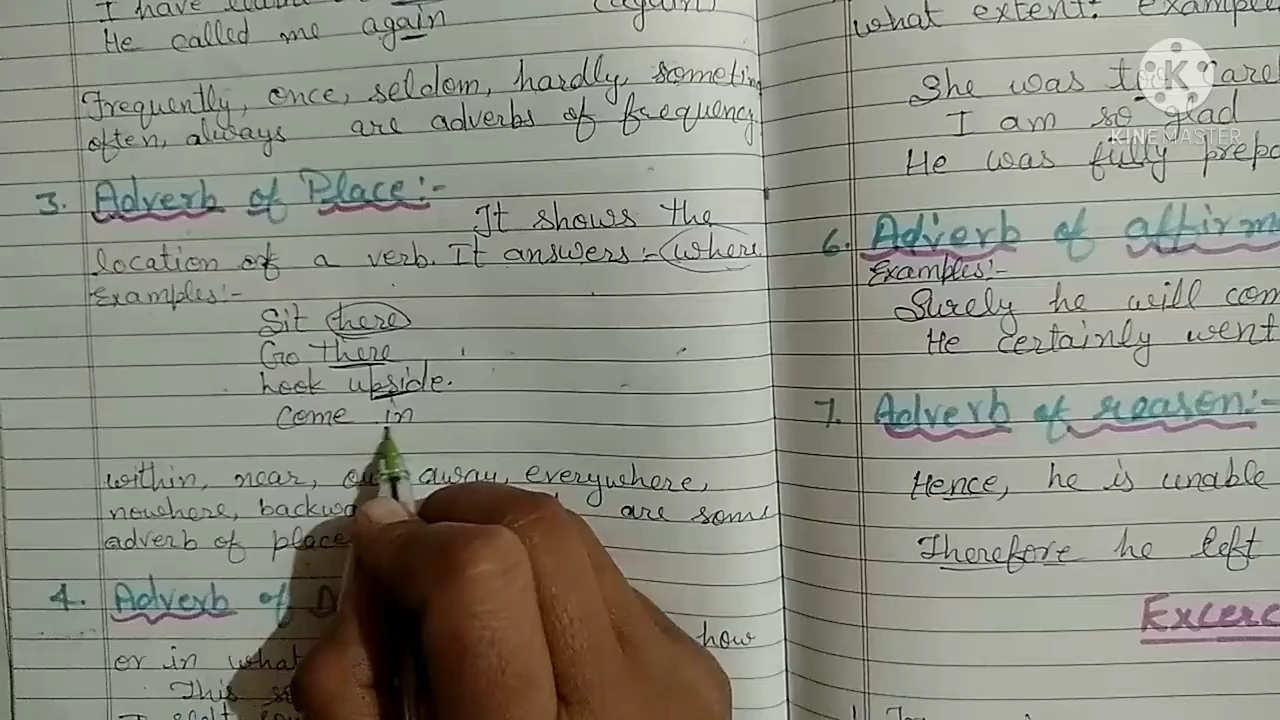 I have
He called me again
(again)
Frequently, once, seldom, hardly, sometim
often, always are adverbs of frequency
3. Adverb of Place:-
It shows the
location of a verb. It answers:- where
Examples:-
Sit here
Go there
Look upside.
Come in
within, near, away, everywhere,
nowhere, are some
adverb of place
4. Adverb of
how
or in what
This
what extent. Example
She was
I am so glad
He was fully prepa
6. Adverb of affirm
Examples:-
Surely he will com
He certainly went
7. Adverb of reason:-
Hence, he is unable
Therefore he left
Exerc
K
KINEMASTER